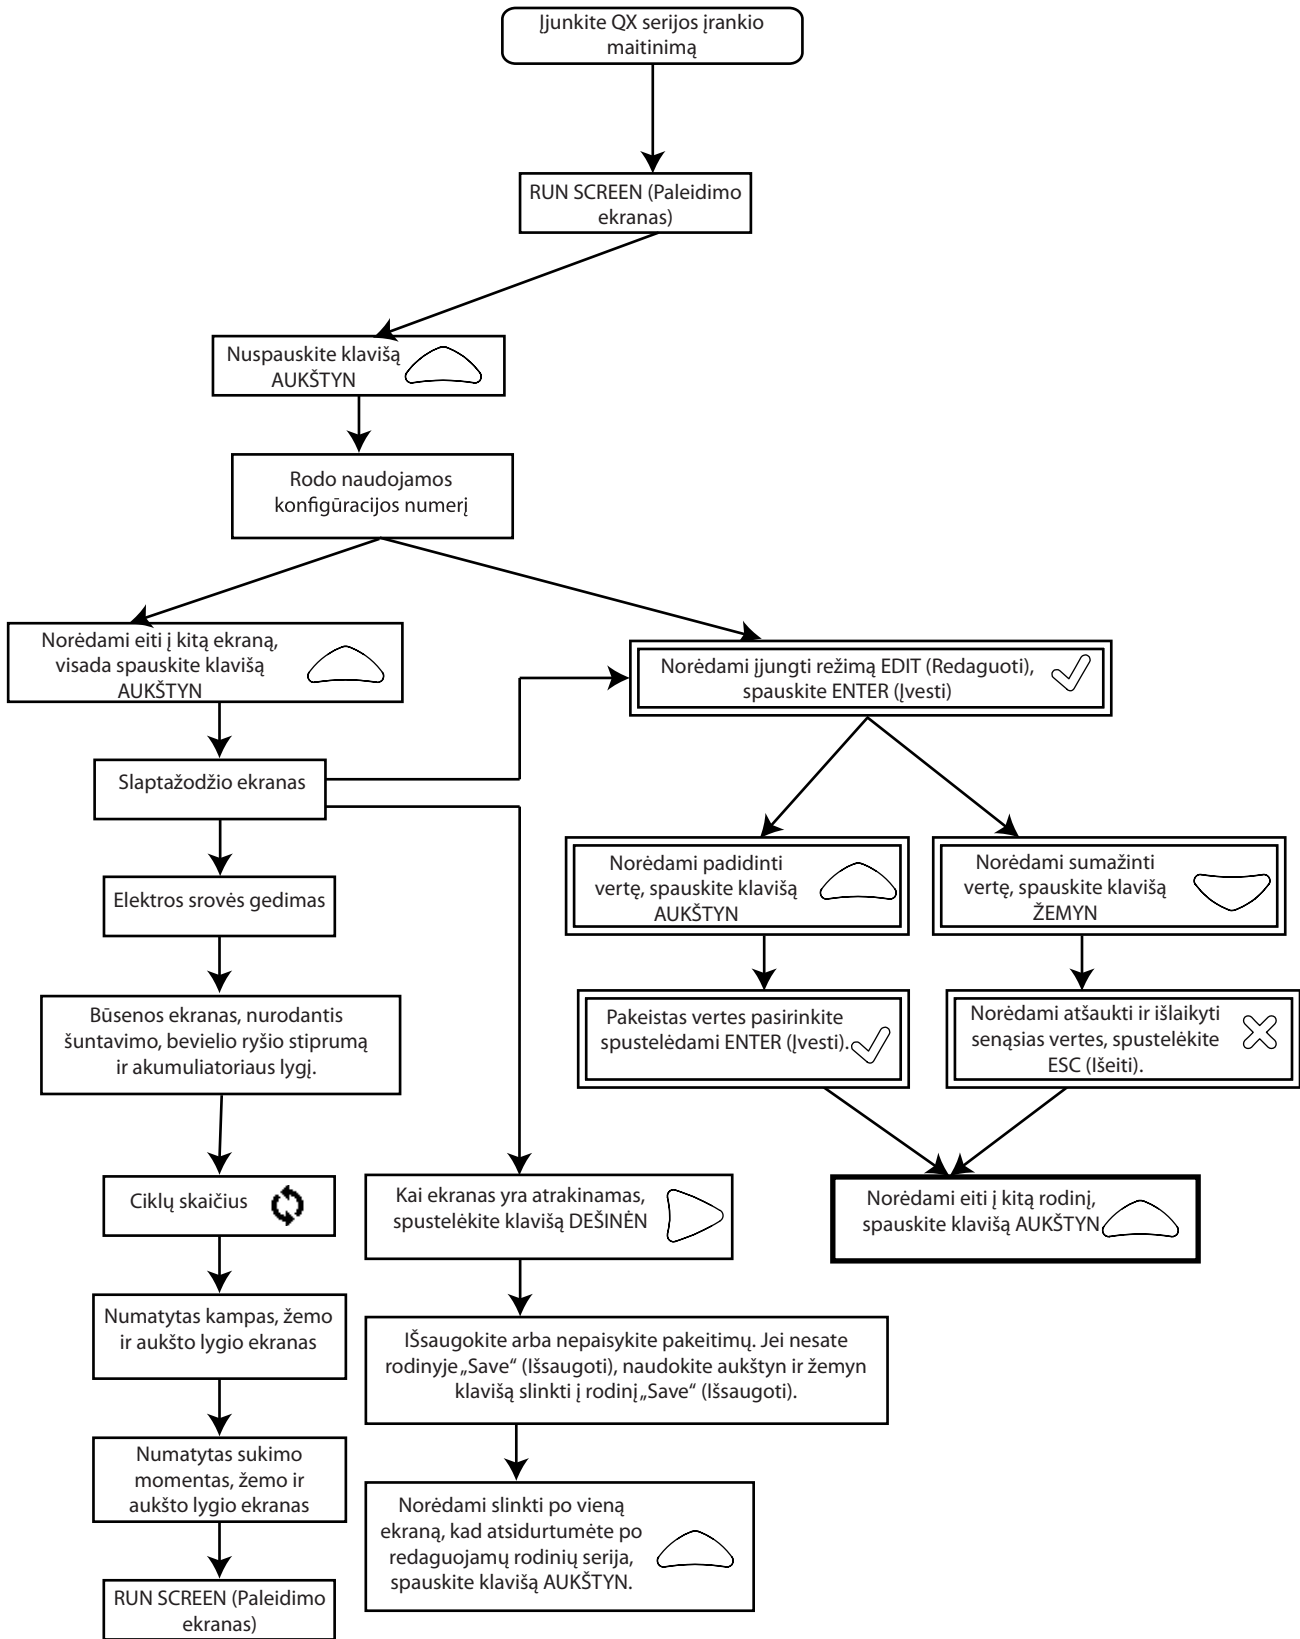 Įjunkite QX serijos įrankio
maitinimą
RUN SCREEN (Paleidimo
ekranas)
Nuspauskite klavišą
AUKŠTYN
Rodo naudojamos
konfigūracijos numerį
Norėdami eiti į kitą ekraną,
visada spauskite klavišą
AUKŠTYN
Norėdami įjungti režimą EDIT (Redaguoti),
spauskite ENTER (Įvesti)
Slaptažodžio ekranas
Norėdami padidinti
vertę, spauskite klavišą
AUKŠTYN
Norėdami sumažinti
vertę, spauskite klavišą
ŽEMYN
Elektros srovės gedimas
Būsenos ekranas, nurodantis
šuntavimo, bevielio ryšio stiprumą
ir akumuliatoriaus lygį.
Pakeistas vertes pasirinkite
spustelėdami ENTER (Įvesti).
Norėdami atšaukti ir išlaikyti
senąsias vertes, spustelėkite
ESC (Išeiti).
Ciklų skaičius
Kai ekranas yra atrakinamas,
spustelėkite klavišą DEŠINĖN
Norėdami eiti į kitą rodinį,
spauskite klavišą AUKŠTYN
Numatytas kampas, žemo
ir aukšto lygio ekranas
IŠsaugokite arba nepaisykite pakeitimų. Jei nesate
rodinyje „Save“ (Išsaugoti), naudokite aukštyn ir žemyn
klavišą slinkti į rodinį „Save“ (Išsaugoti).
Numatytas sukimo
momentas, žemo ir
aukšto lygio ekranas
Norėdami slinkti po vieną
ekraną, kad atsidurtumėte po
redaguojamų rodinių serija,
spauskite klavišą AUKŠTYN.
RUN SCREEN (Paleidimo
ekranas)